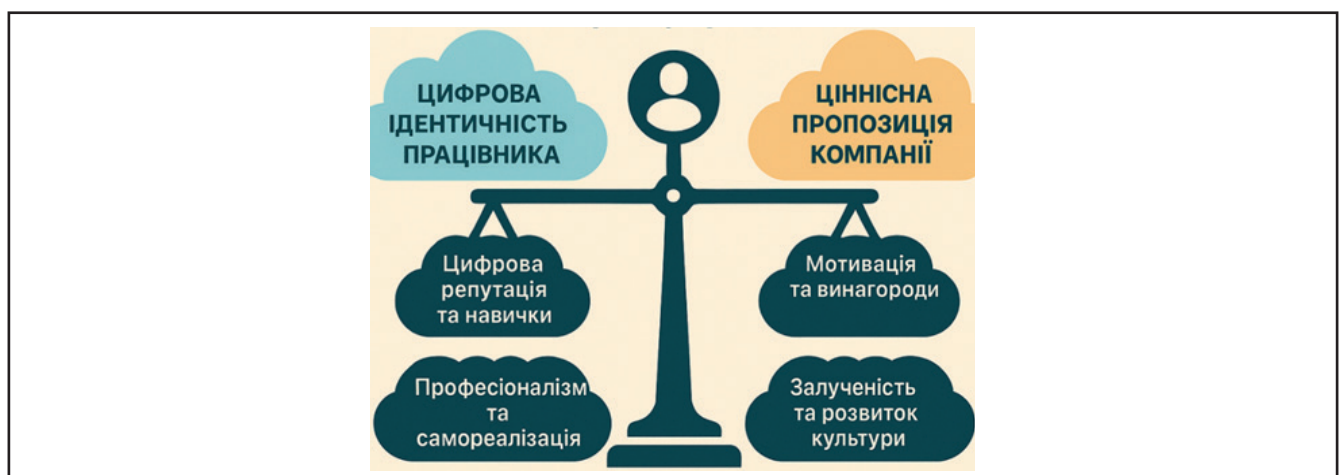 ЦИФРОВА
ІДЕНТИЧНІСТЬ
ПРАЦІВНИКА
ЦІННІСНА
ПРОПОЗИЦІЯ
КОМПАНІЇ
Цифрова
репутація
та навички
Мотивація
та винагороди
Професіоналізм
та
самореалізація
Залученість
та розвиток
культури